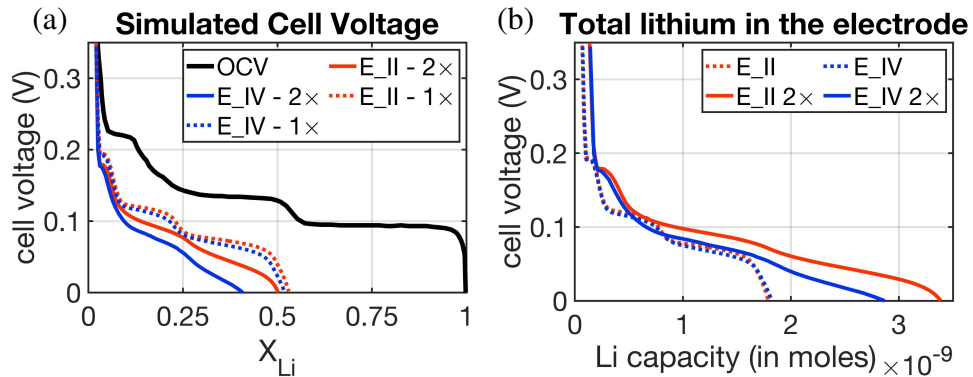 (a) Simulated Cell Voltage
OCV
E_IV - 2×
E_IV - 1×
E_II - 2×
E_II - 1×
cell voltage (V)
0.3
0.2
0.1
0
0 0.25 0.5 0.75 1
X_Li
(b) Total lithium in the electrode
E_II
E_II 2×
E_IV
E_IV 2×
cell voltage (V)
0.3
0.2
0.1
0
0 1 2 3
Li capacity (in moles) ×10⁻⁹